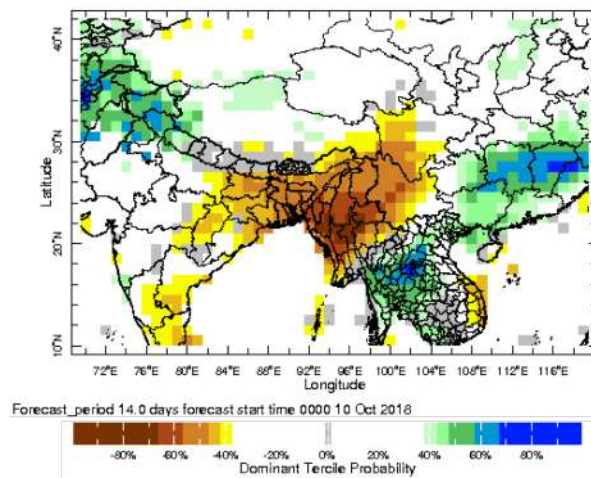 40°N
30°N
20°N
10°N
Latitude
72°E 76°E 80°E 84°E 88°E 92°E 96°E 100°E 104°E 108°E 112°E 116°E
Longitude
Forecast_period 14.0 days forecast start time 0000 10 Oct 2018
-80% -60% -40% 0% 40% 60% 80%
Dominant Tercile Probability